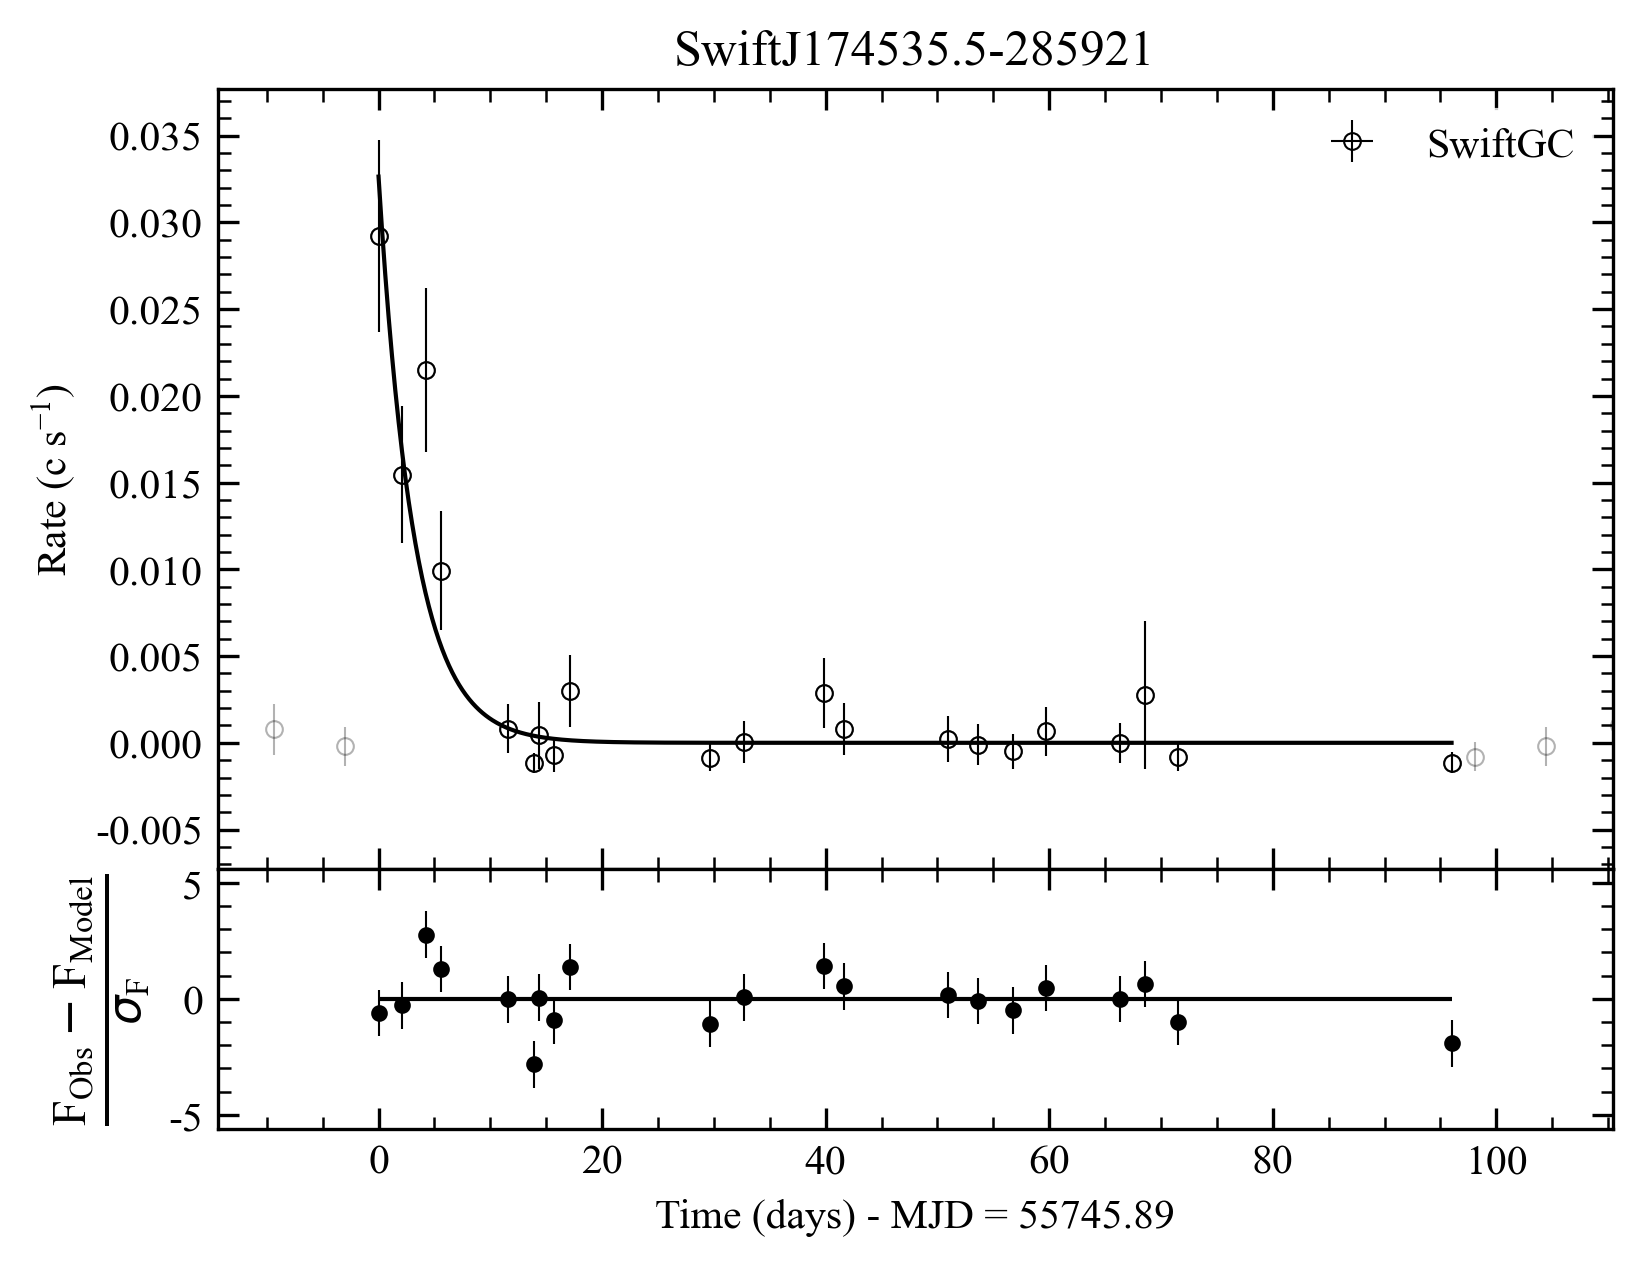 SwiftJ174535.5-285921
SwiftGC
0.035
0.030
0.025
0.020
0.015
0.010
0.005
0.000
-0.005
Rate (c s⁻¹)
5
0
-5
F_Obs − F_Model
σ_F
0 20 40 60 80 100
Time (days) - MJD = 55745.89